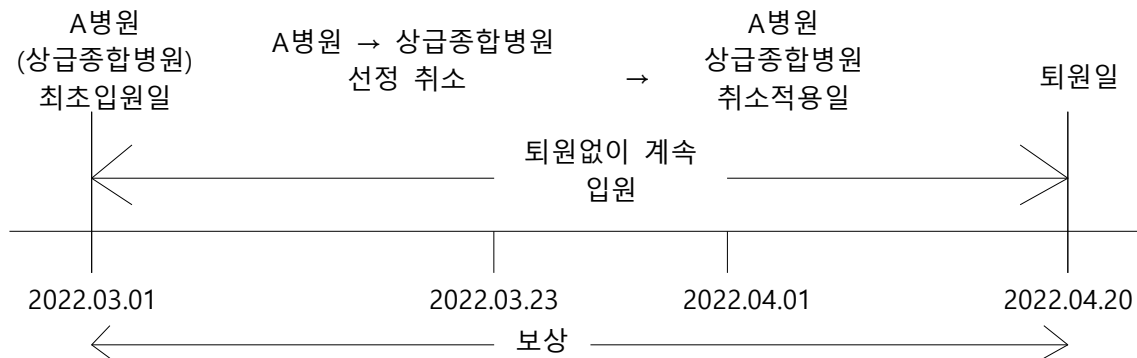 A병원
(상급종합병원)
최초입원일
A병원 → 상급종합병원
선정 취소
→
A병원
상급종합병원
취소적용일
퇴원일
퇴원없이 계속
입원
2022.03.01
2022.03.23
2022.04.01
2022.04.20
보상